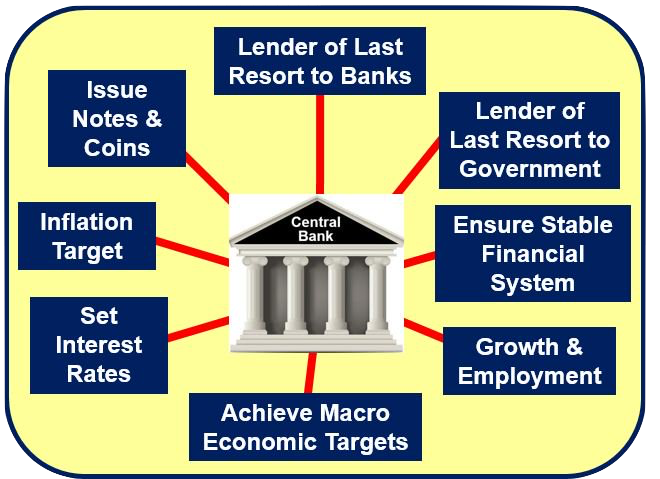 Lender of Last
Resort to Banks
Issue
Notes &
Coins
Lender of
Last Resort to
Government
Central
Bank
Inflation
Target
Ensure Stable
Financial
System
Set
Interest
Rates
Growth &
Employment
Achieve Macro
Economic Targets